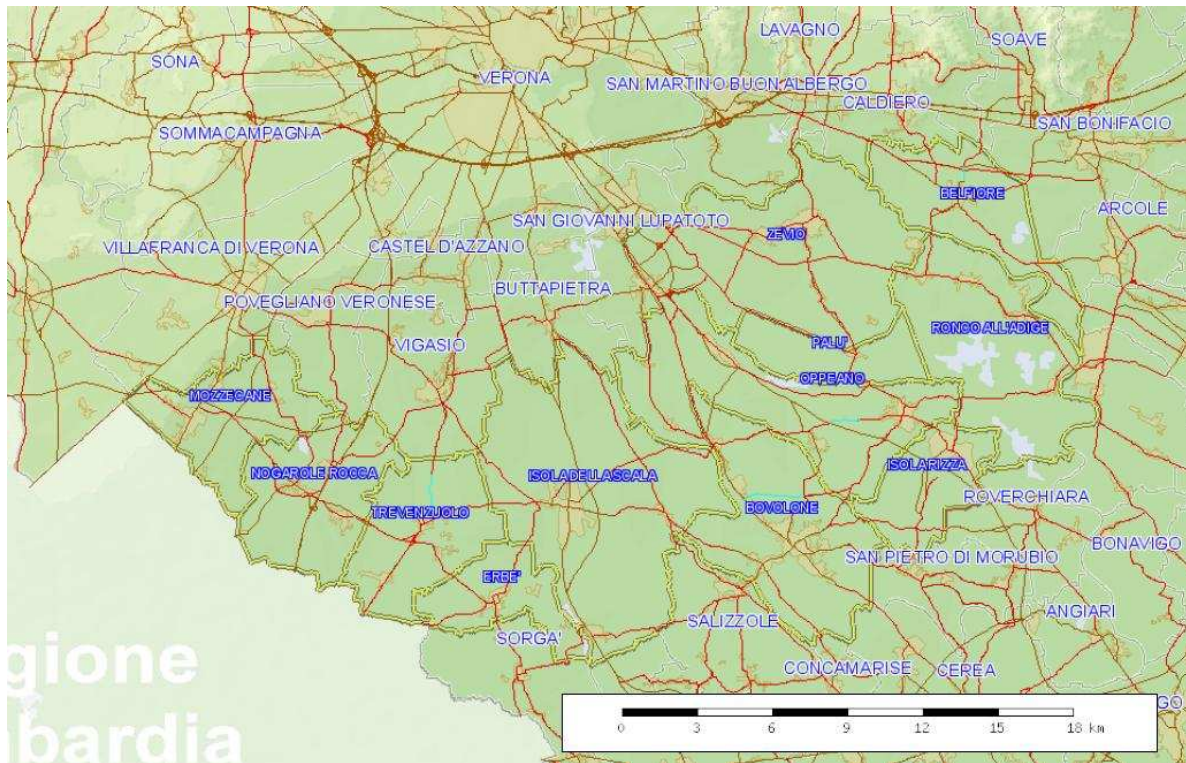 LAVAGNO
SOAVE
SONA
VERONA
SAN MARTINO BUON ALBERGO
CALDIERO
SAN BONIFACIO
SOMMACAMPAGNA
BELFIORE
ARCOLE
SAN GIOVANNI LUPATOTO
ZEVIO
VILLAFRANCA DI VERONA
CASTEL D'AZZANO
BUTTAPIETRA
POVEGLIANO VERONESE
RONCO ALL'ADIGE
VIGASIO
PALU'
OPPEANO
MOZZECANE
ISOLA RIZZA
NOGAROLE ROCCA
ISOLA DELLA SCALA
ROVERCHIARA
TREVENZUOLO
BOVOLONE
BONAVIGO
SAN PIETRO DI MORUBIO
ERBE'
ANGIARI
SALIZZOLE
SORGA'
CONCAMARISE
CEREA
gione
mbardia
GO
0 3 6 9 12 15 18 km